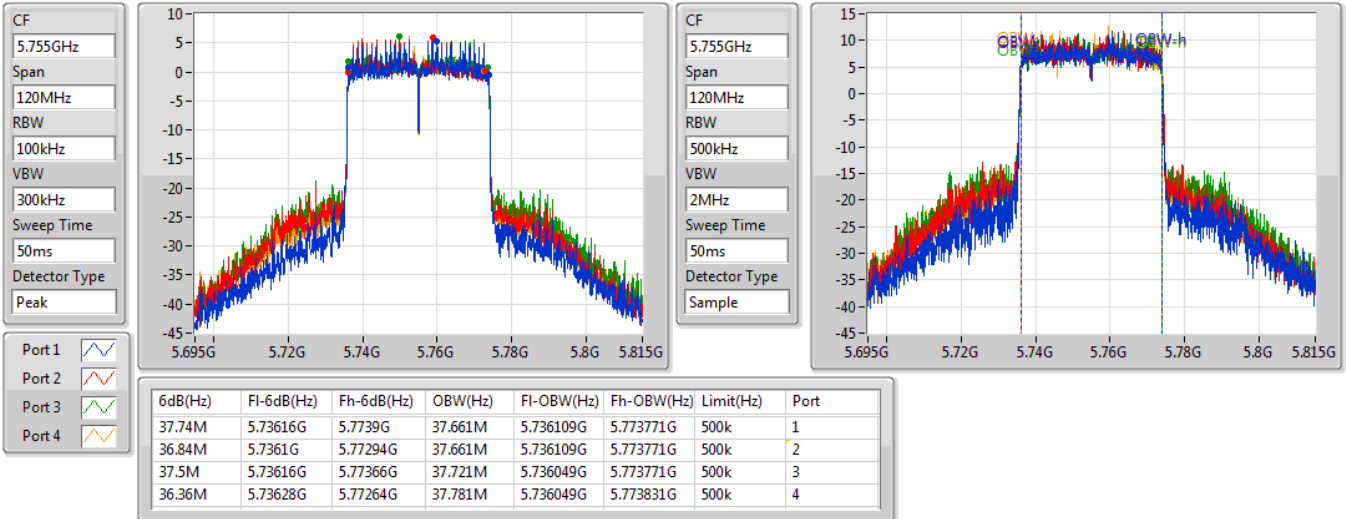 CF
5.755GHz
Span
120MHz
RBW
100kHz
VBW
300kHz
Sweep Time
50ms
Detector Type
Peak
10
5
0
-5
-10
-15
-20
-25
-30
-35
-40
-45
5.695G 5.72G 5.74G 5.76G 5.78G 5.8G 5.815G
CF
5.755GHz
Span
120MHz
RBW
500kHz
VBW
2MHz
Sweep Time
50ms
Detector Type
Sample
15
10
5
0
-5
-10
-15
-20
-25
-30
-35
-40
-45
OBW-h
5.695G 5.72G 5.74G 5.76G 5.78G 5.8G 5.815G
Port 1
Port 2
Port 3
Port 4
6dB(Hz) Fl-6dB(Hz) Fh-6dB(Hz) OBW(Hz) Fl-OBW(Hz) Fh-OBW(Hz) Limit(Hz) Port
37.74M 5.73616G 5.7739G 37.661M 5.736109G 5.773771G 500k 1
36.84M 5.7361G 5.77294G 37.661M 5.736109G 5.773771G 500k 2
37.5M 5.73616G 5.77366G 37.721M 5.736049G 5.773771G 500k 3
36.36M 5.73628G 5.77264G 37.781M 5.736049G 5.773831G 500k 4